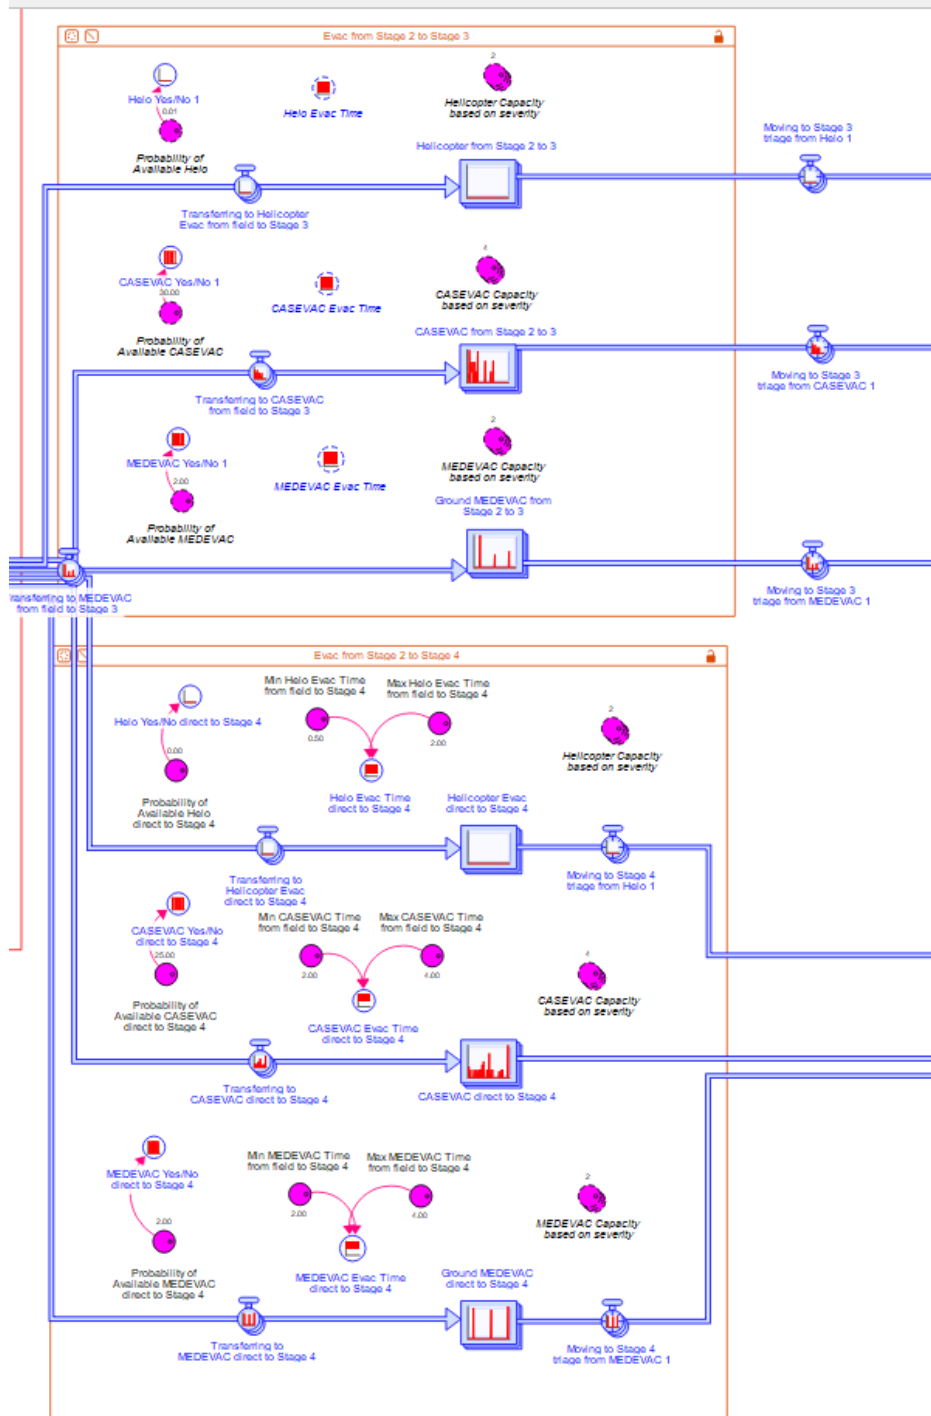 Evac from Stage 2 to Stage 3
2
Helo Yes/No 1
0.01
Helo Evac Time
Helicopter Capacity
based on severity
Probability of
Available Helo
Helicopter from Stage 2 to 3
Moving to Stage 3
triage from Helo 1
Transferring to Helicopter
Evac from field to Stage 3
4
CASEVAC Yes/No 1
30.00
CASEVAC Evac Time
CASEVAC Capacity
based on severity
Probability of
Available CASEVAC
CASEVAC from Stage 2 to 3
Moving to Stage 3
triage from CASEVAC 1
Transferring to CASEVAC
from field to Stage 3
2
MEDEVAC Yes/No 1
2.00
MEDEVAC Evac Time
MEDEVAC Capacity
based on severity
Probability of
Available MEDEVAC
Ground MEDEVAC from
Stage 2 to 3
Transferring to MEDEVAC
from field to Stage 3
Moving to Stage 3
triage from MEDEVAC 1
Evac from Stage 2 to Stage 4
Min Helo Evac Time
from field to Stage 4
Max Helo Evac Time
from field to Stage 4
2
Helo Yes/No direct to Stage 4
0.50
2.00
0.00
Helicopter Capacity
based on severity
Probability of
Available Helo
direct to Stage 4
Helo Evac Time
direct to Stage 4
Helicopter Evac
direct to Stage 4
Transferring to
Helicopter Evac
direct to Stage 4
Moving to Stage 4
triage from Helo 1
Min CASEVAC Time
from field to Stage 4
Max CASEVAC Time
from field to Stage 4
CASEVAC Yes/No
direct to Stage 4
25.00
2.00
4.00
4
CASEVAC Capacity
based on severity
Probability of
Available CASEVAC
direct to Stage 4
CASEVAC Evac Time
direct to Stage 4
Transferring to
CASEVAC direct to Stage 4
CASEVAC direct to Stage 4
Min MEDEVAC Time
from field to Stage 4
Max MEDEVAC Time
from field to Stage 4
MEDEVAC Yes/No
direct to Stage 4
2
2.00
4.00
2.00
MEDEVAC Capacity
based on severity
Probability of
Available MEDEVAC
direct to Stage 4
MEDEVAC Evac Time
direct to Stage 4
Ground MEDEVAC
direct to Stage 4
Transferring to
MEDEVAC direct to Stage 4
Moving to Stage 4
triage from MEDEVAC 1